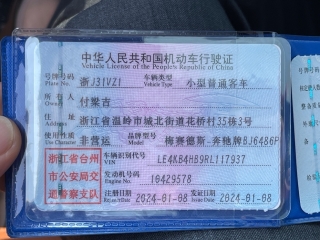 中华人民共和国机动车行驶证
Vehicle License of the People's Republic of China
号牌号码 浙J31VZ1 车辆类型 小型普通客车
Plate No. Vehicle Type
所有人 付梁吉
Owner
住址 浙江省温岭市城北街道花桥村35栋3号
Address
使用性质 非营运 品牌型号 梅赛德斯-奔驰牌BJ6486P
Use Character Model
浙江省台州 车辆识别代号 LE4K84HB9RL117937
VIN
市公安局交 发动机号码 10429578
Engine No.
通警察支队 注册日期 2024-01-08 发证日期 2024-01-08
Register Date Issue Date